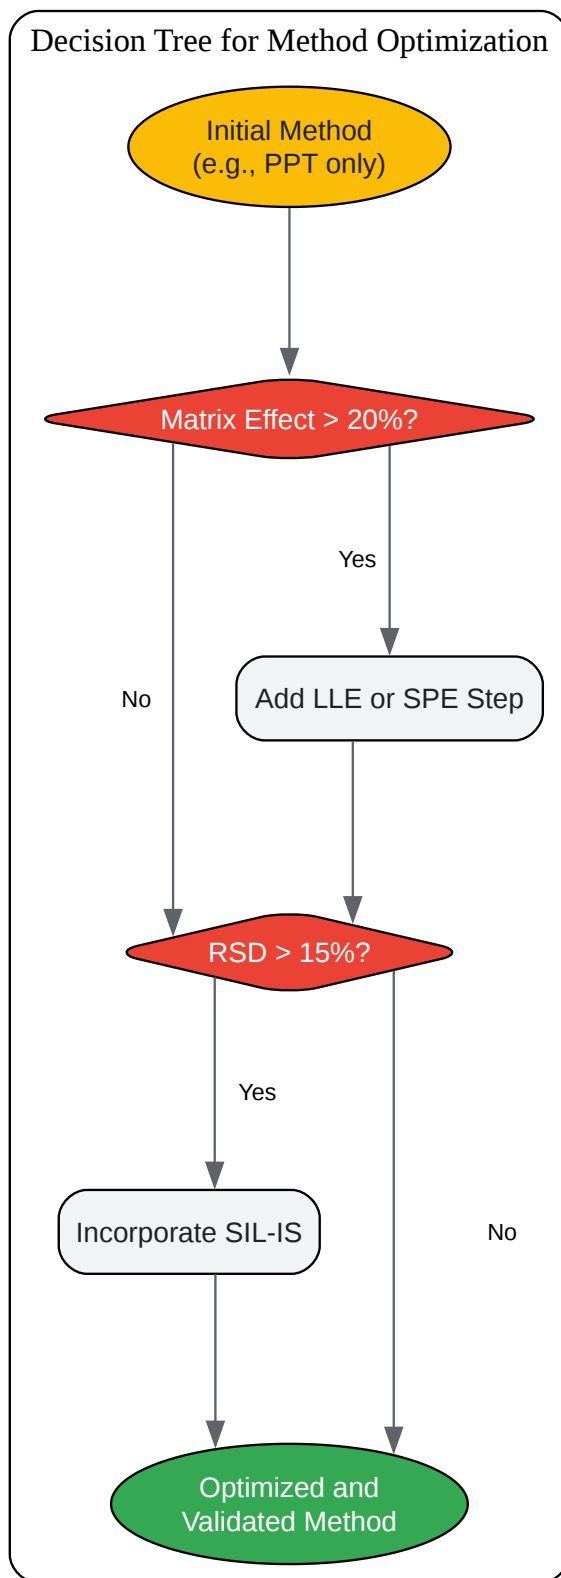 Decision Tree for Method Optimization
Initial Method
(e.g., PPT only)
Matrix Effect > 20%?
Yes
Add LLE or SPE Step
No
RSD > 15%?
Yes
Incorporate SIL-IS
No
Optimized and
Validated Method